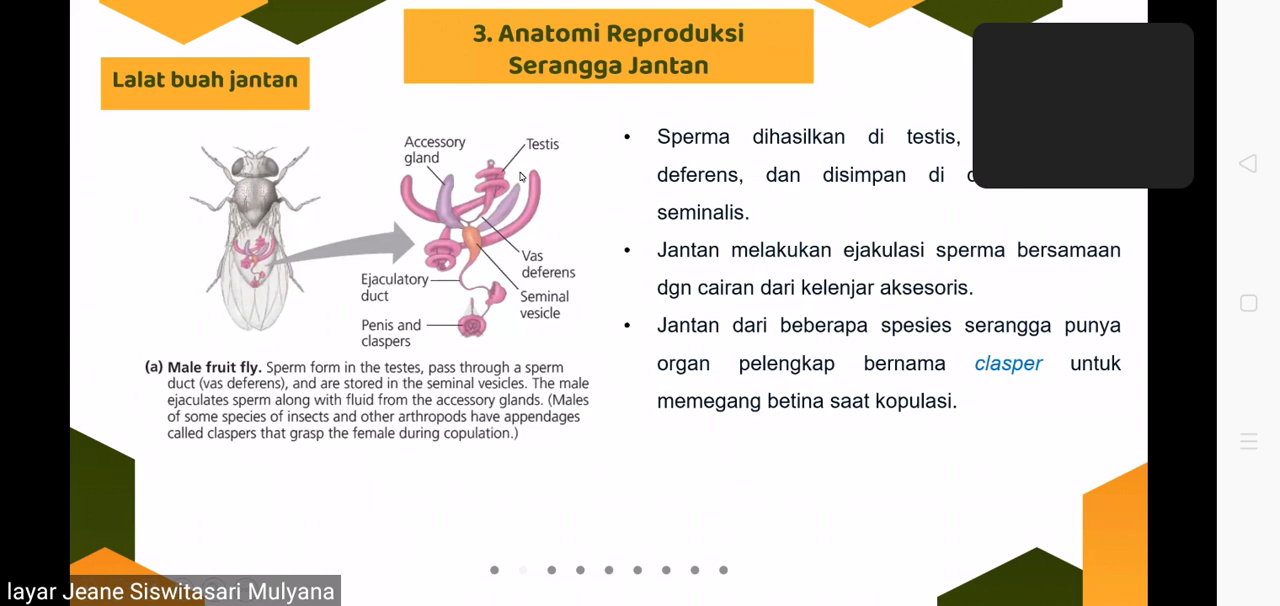 3. Anatomi Reproduksi
Serangga Jantan
Lalat buah jantan
Accessory
gland
Testis
Vas
deferens
Ejaculatory
duct
Seminal
vesicle
Penis and
claspers
(a) Male fruit fly. Sperm form in the testes, pass through a sperm
duct (vas deferens), and are stored in the seminal vesicles. The male
ejaculates sperm along with fluid from the accessory glands. (Males
of some species of insects and other arthropods have appendages
called claspers that grasp the female during copulation.)
• Sperma dihasilkan di testis,
deferens, dan disimpan di
seminalis.
• Jantan melakukan ejakulasi sperma bersamaan
dgn cairan dari kelenjar aksesoris.
• Jantan dari beberapa spesies serangga punya
organ pelengkap bernama clasper untuk
memegang betina saat kopulasi.
layar Jeane Siswitasari Mulyana